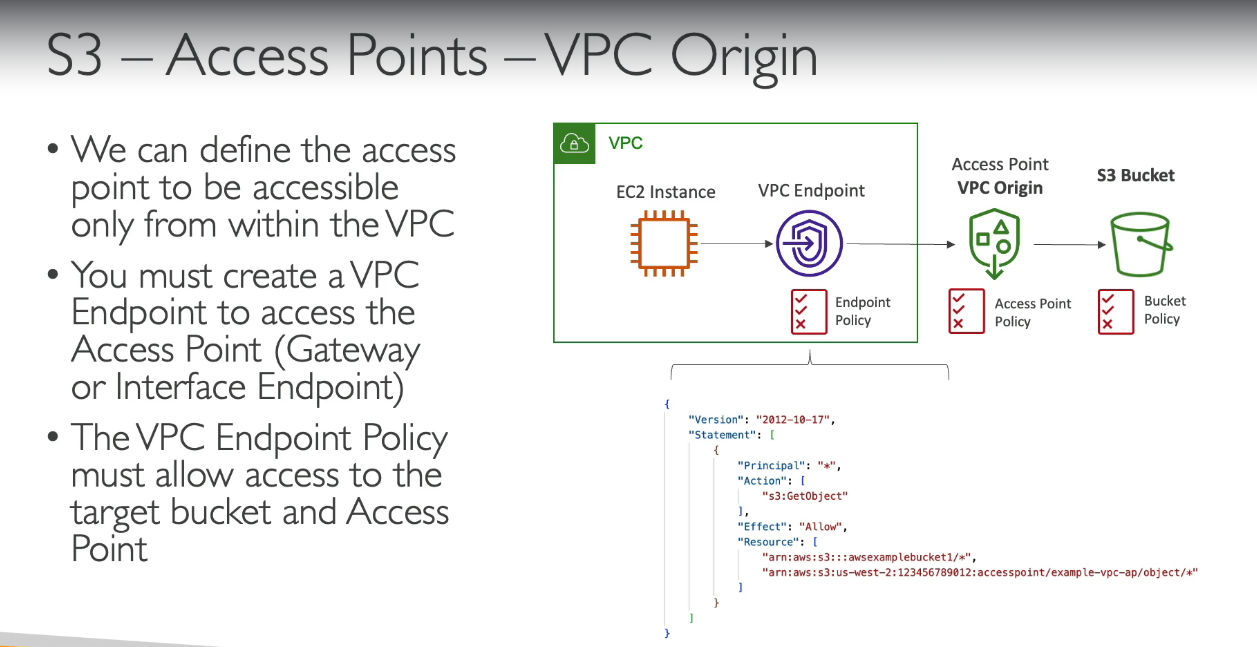 S3 – Access Points – VPC Origin
• We can define the access
point to be accessible
only from within the VPC
• You must create a VPC
Endpoint to access the
Access Point (Gateway
or Interface Endpoint)
• The VPC Endpoint Policy
must allow access to the
target bucket and Access
Point
VPC
EC2 Instance
VPC Endpoint
Endpoint
Policy
Access Point
VPC Origin
Access Point
Policy
S3 Bucket
Bucket
Policy
{
"Version": "2012-10-17",
"Statement": [
{
"Principal": "*",
"Action": [
"s3:GetObject"
],
"Effect": "Allow",
"Resource": [
"arn:aws:s3:::awsexamplebucket1/*",
"arn:aws:s3:us-west-2:123456789012:accesspoint/example-vpc-ap/object/*"
]
}
]
}